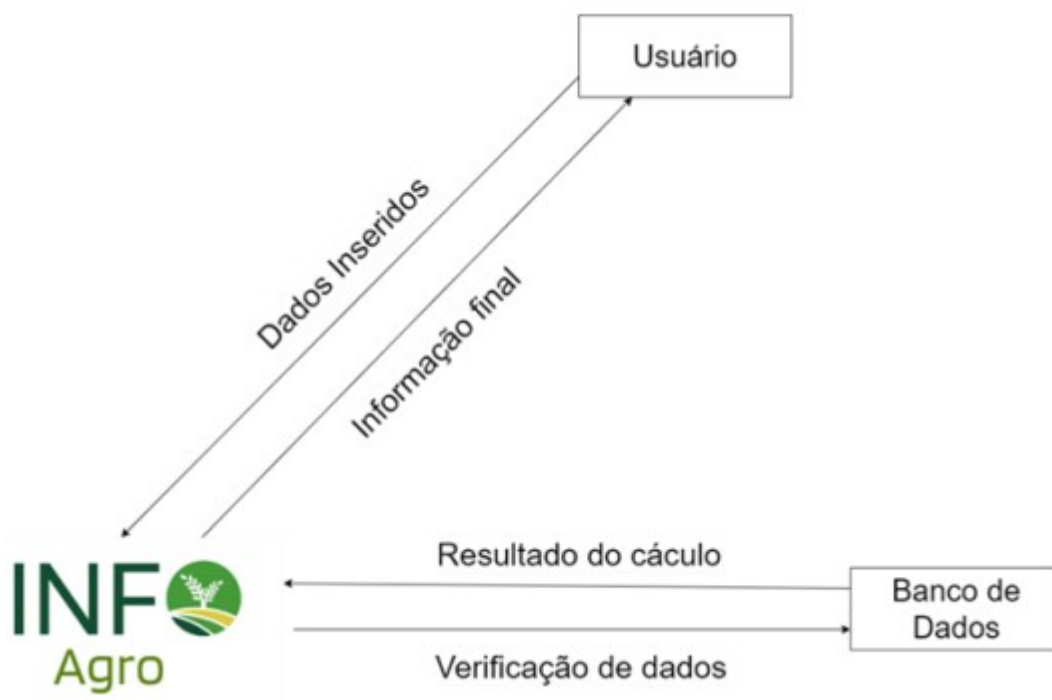 Usuário
Dados Inseridos
Informação final
INFO
Agro
Resultado do cáculo
Banco de
Dados
Verificação de dados